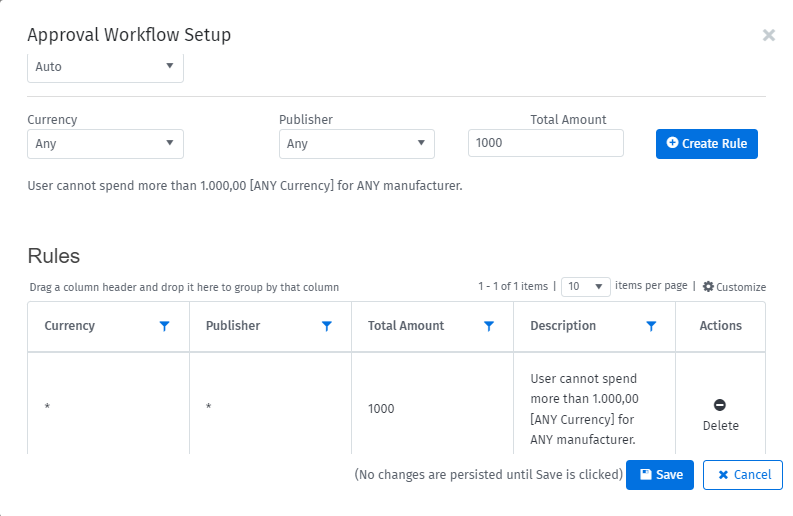 Approval Workflow Setup
Auto
Currency Publisher Total Amount
Any Any 1000 Create Rule
User cannot spend more than 1.000,00 [ANY Currency] for ANY manufacturer.
Rules
Drag a column header and drop it here to group by that column 1 - 1 of 1 items | 10 items per page | Customize
Currency Publisher Total Amount Description Actions
* * 1000 User cannot spend
more than 1.000,00
[ANY Currency] for
ANY manufacturer.
Delete
(No changes are persisted until Save is clicked) Save Cancel